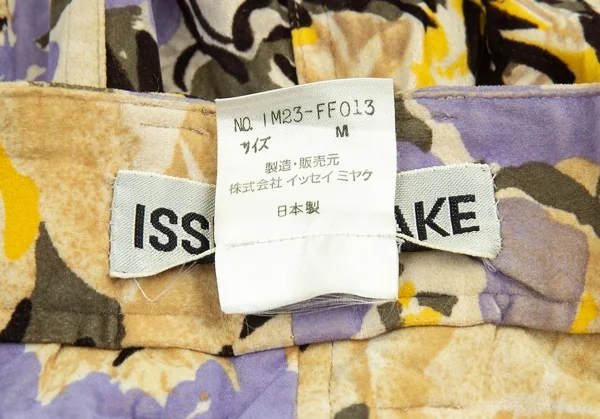 NO. IM23-FF013
サイズ M
製造・販売元
株式会社 イッセイ ミヤケ
日本製
ISS AKE